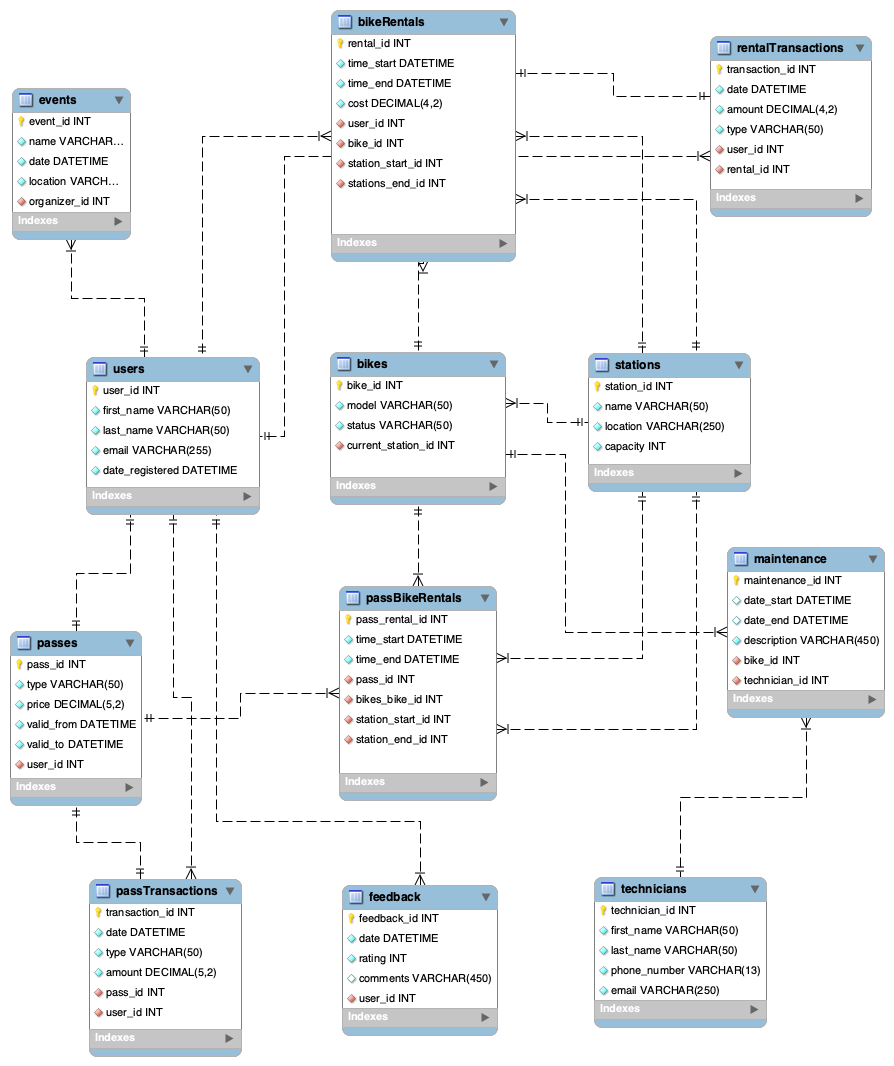 bikeRentals
rental_id INT
time_start DATETIME
time_end DATETIME
cost DECIMAL(4,2)
user_id INT
bike_id INT
station_start_id INT
stations_end_id INT
Indexes
rentalTransactions
transaction_id INT
date DATETIME
amount DECIMAL(4,2)
type VARCHAR(50)
user_id INT
rental_id INT
Indexes
events
event_id INT
name VARCHAR...
date DATETIME
location VARCH...
organizer_id INT
Indexes
users
user_id INT
first_name VARCHAR(50)
last_name VARCHAR(50)
email VARCHAR(255)
date_registered DATETIME
Indexes
bikes
bike_id INT
model VARCHAR(50)
status VARCHAR(50)
current_station_id INT
Indexes
stations
station_id INT
name VARCHAR(50)
location VARCHAR(250)
capacity INT
Indexes
maintenance
maintenance_id INT
date_start DATETIME
date_end DATETIME
description VARCHAR(450)
bike_id INT
technician_id INT
Indexes
passBikeRentals
pass_rental_id INT
time_start DATETIME
time_end DATETIME
pass_id INT
bikes_bike_id INT
station_start_id INT
station_end_id INT
Indexes
passes
pass_id INT
type VARCHAR(50)
price DECIMAL(5,2)
valid_from DATETIME
valid_to DATETIME
user_id INT
Indexes
passTransactions
transaction_id INT
date DATETIME
type VARCHAR(50)
amount DECIMAL(5,2)
pass_id INT
user_id INT
Indexes
feedback
feedback_id INT
date DATETIME
rating INT
comments VARCHAR(450)
user_id INT
Indexes
technicians
technician_id INT
first_name VARCHAR(50)
last_name VARCHAR(50)
phone_number VARCHAR(13)
email VARCHAR(250)
Indexes